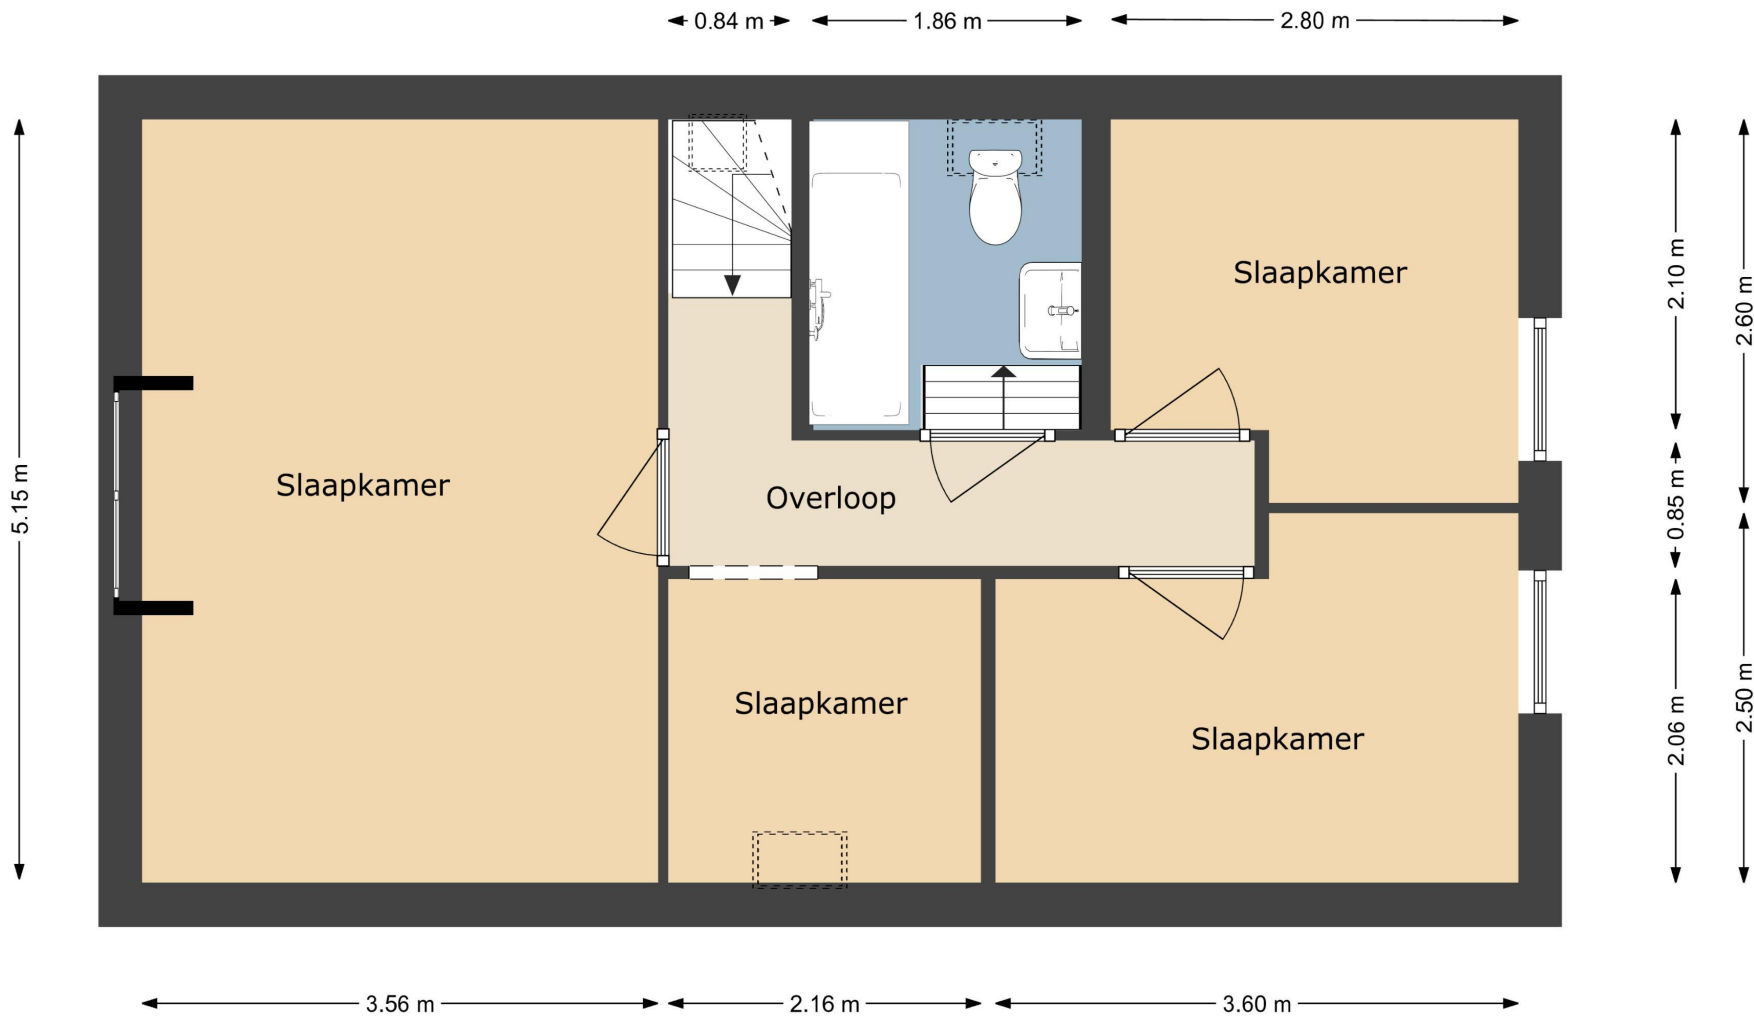 0.84 m
1.86 m
2.80 m
Slaapkamer
2.10 m
2.60 m
5.15 m
Slaapkamer
Overloop
0.85 m
Slaapkamer
Slaapkamer
2.06 m
2.50 m
3.56 m
2.16 m
3.60 m